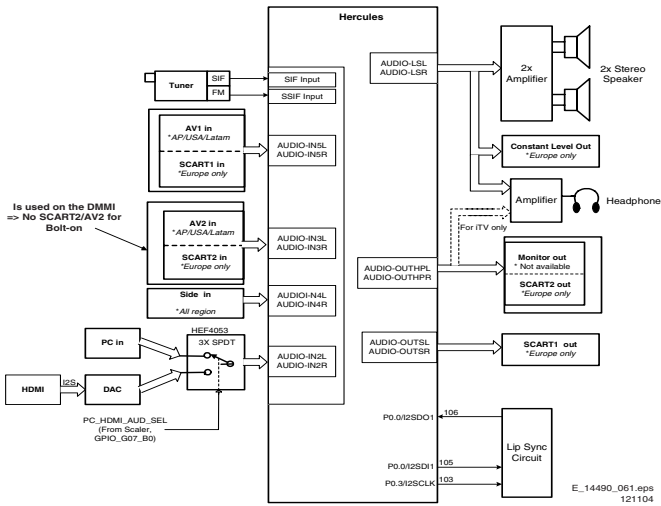 Hercules
Tuner
SIF
FM
SIF Input
SSIF Input
AV1 in
*AP/USA/Latam
SCART1 in
*Europe only
AUDIO-IN5L
AUDIO-IN5R
Is used on the DMMI
=> No SCART2/AV2 for
Bolt-on
AV2 in
*AP/USA/Latam
SCART2 in
*Europe only
AUDIO-IN3L
AUDIO-IN3R
Side in
*All region
AUDIOI-N4L
AUDIO-IN4R
HEF4053
3X SPDT
PC in
HDMI
I2S
DAC
AUDIO-IN2L
AUDIO-IN2R
PC_HDMI_AUD_SEL
(From Scaler,
GPIO_G07_B0)
AUDIO-LSL
AUDIO-LSR
2x
Amplifier
2x Stereo
Speaker
Constant Level Out
*Europe only
Amplifier
Headphone
For iTV only
AUDIO-OUTHPL
AUDIO-OUTHPR
Monitor out
* Not available
SCART2 out
*Europe only
AUDIO-OUTSL
AUDIO-OUTSR
SCART1 out
*Europe only
P0.0/I2SDO1
106
P0.0/I2SDI1
105
P0.3/I2SCLK
103
Lip Sync
Circuit
E_14490_061.eps
121104